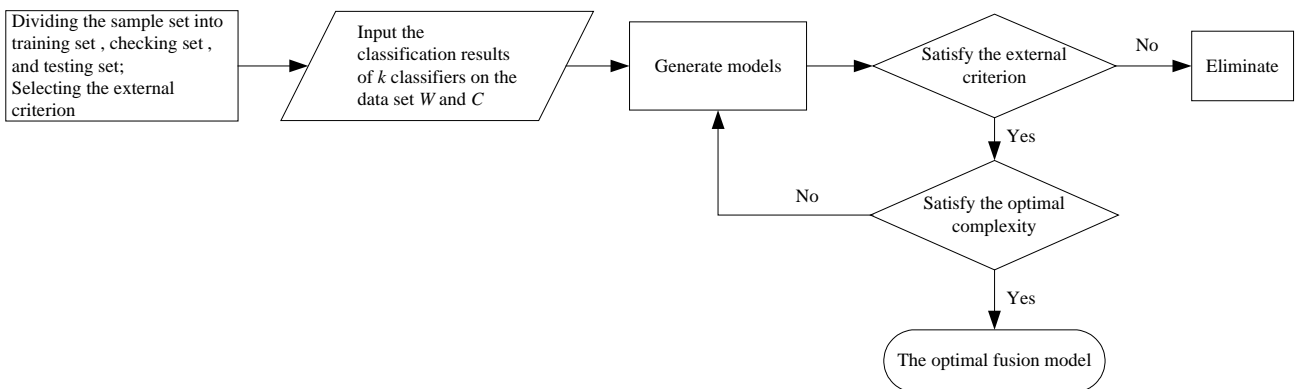 Dividing the sample set into
training set , checking set ,
and testing set;
Selecting the external
criterion
Input the
classification results
of k classifiers on the
data set W and C
Generate models
Satisfy the external
criterion
No
Eliminate
Yes
No
Satisfy the optimal
complexity
Yes
The optimal fusion model